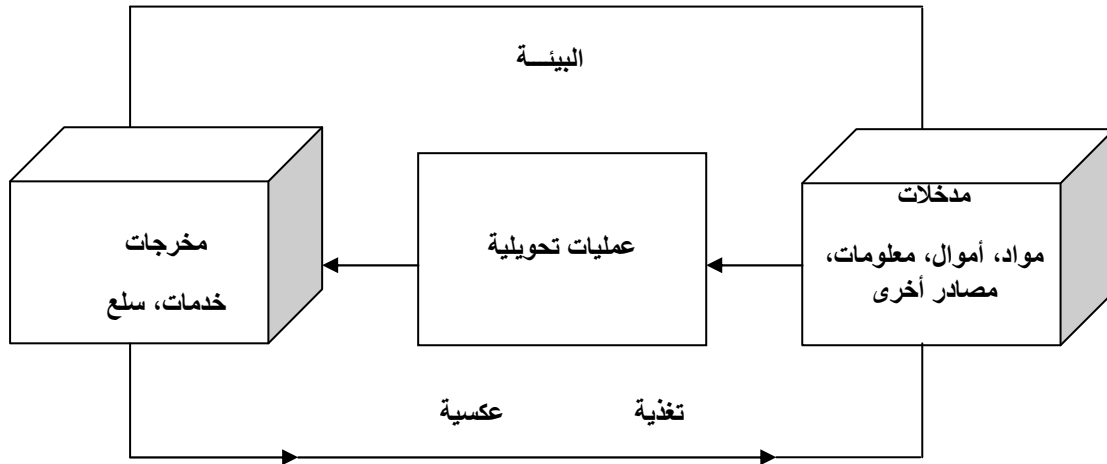 البيئـــة
مدخلات
مواد، أموال، معلومات،
مصادر أخرى
عمليات تحويلية
مخرجات
خدمات، سلع
تغذية عكسية